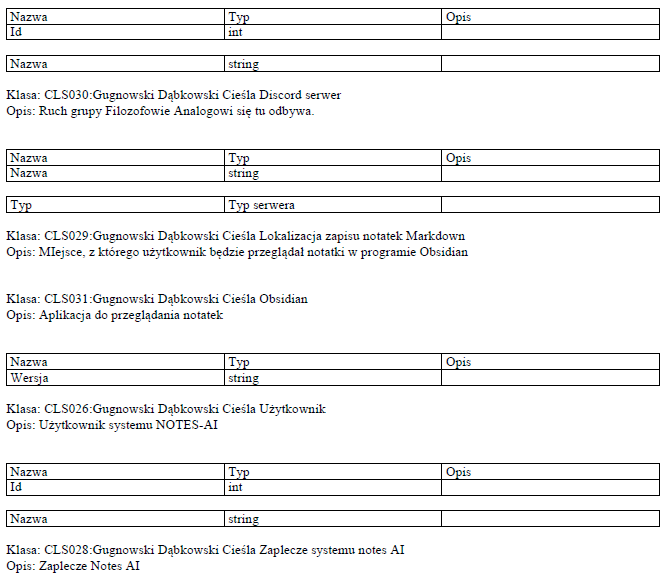 Nazwa Typ Opis
Id int
Nazwa string
Klasa: CLS030:Gugnowski Dąbkowski Cieśla Discord serwer
Opis: Ruch grupy Filozofowie Analogowi się tu odbywa.
Nazwa Typ Opis
Nazwa string
Typ Typ serwera
Klasa: CLS029:Gugnowski Dąbkowski Cieśla Lokalizacja zapisu notatek Markdown
Opis: MIejsce, z którego użytkownik będzie przeglądał notatki w programie Obsidian
Klasa: CLS031:Gugnowski Dąbkowski Cieśla Obsidian
Opis: Aplikacja do przeglądania notatek
Nazwa Typ Opis
Wersja string
Klasa: CLS026:Gugnowski Dąbkowski Cieśla Użytkownik
Opis: Użytkownik systemu NOTES-AI
Nazwa Typ Opis
Id int
Nazwa string
Klasa: CLS028:Gugnowski Dąbkowski Cieśla Zaplecze systemu notes AI
Opis: Zaplecze Notes AI